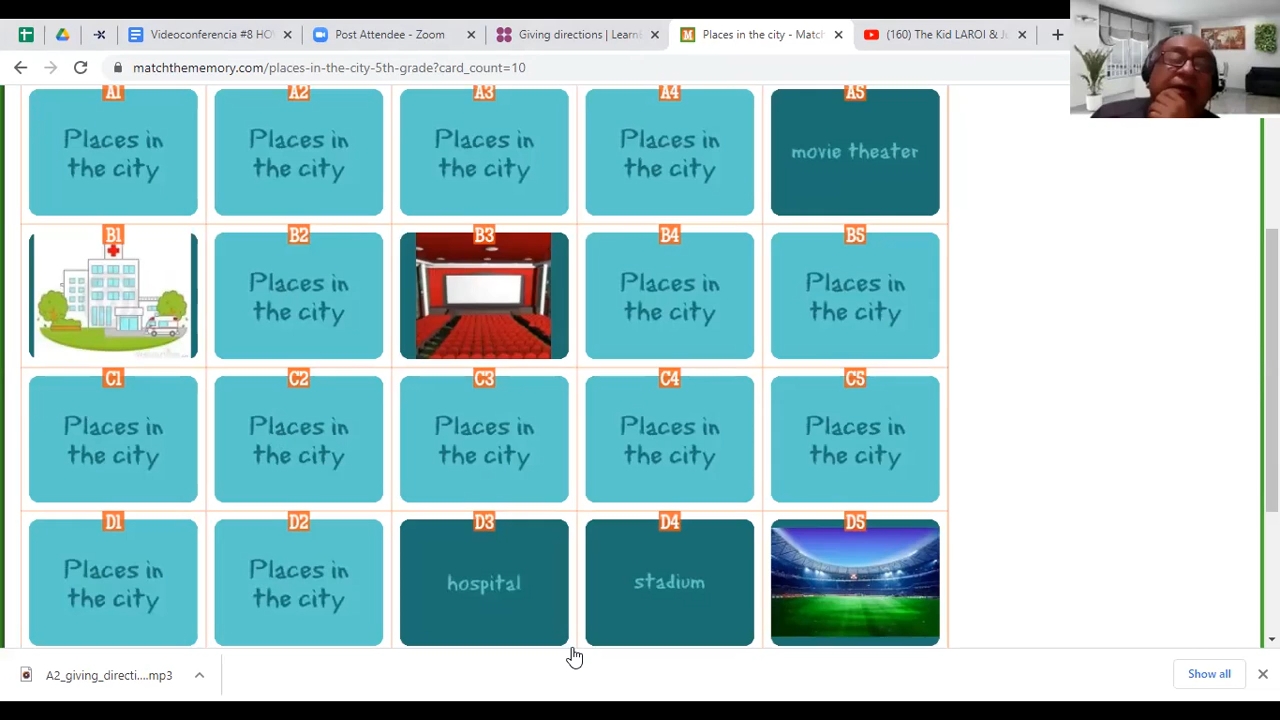 Videoconferencia #8 HO
Post Attendee - Zoom
Giving directions | Learn
Places in the city - Matc
(160) The Kid LAROI & J
matchthememory.com/places-in-the-city-5th-grade?card_count=10
A1 A2 A3 A4 A5
Places in
the city
Places in
the city
Places in
the city
Places in
the city
movie theater
B1 B2 B3 B4 B5
Places in
the city
Places in
the city
Places in
the city
C1 C2 C3 C4 C5
Places in
the city
Places in
the city
Places in
the city
Places in
the city
Places in
the city
D1 D2 D3 D4 D5
Places in
the city
Places in
the city
hospital
stadium
A2_giving_directi....mp3
Show all